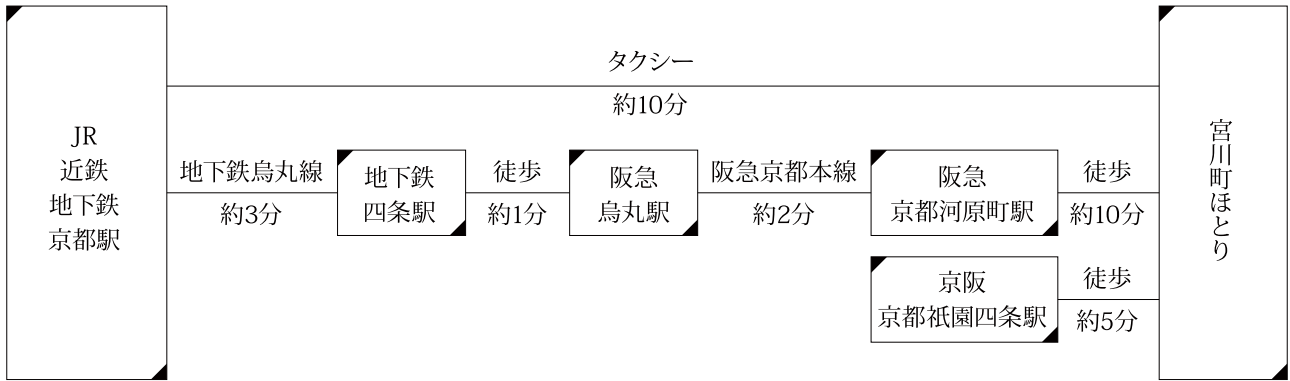 JR
近鉄
地下鉄
京都駅
タクシー
約10分
地下鉄烏丸線
約3分
地下鉄
四条駅
徒歩
約1分
阪急
烏丸駅
阪急京都本線
約2分
阪急
京都河原町駅
徒歩
約10分
京阪
京都祇園四条駅
徒歩
約5分
宮川町ほとり